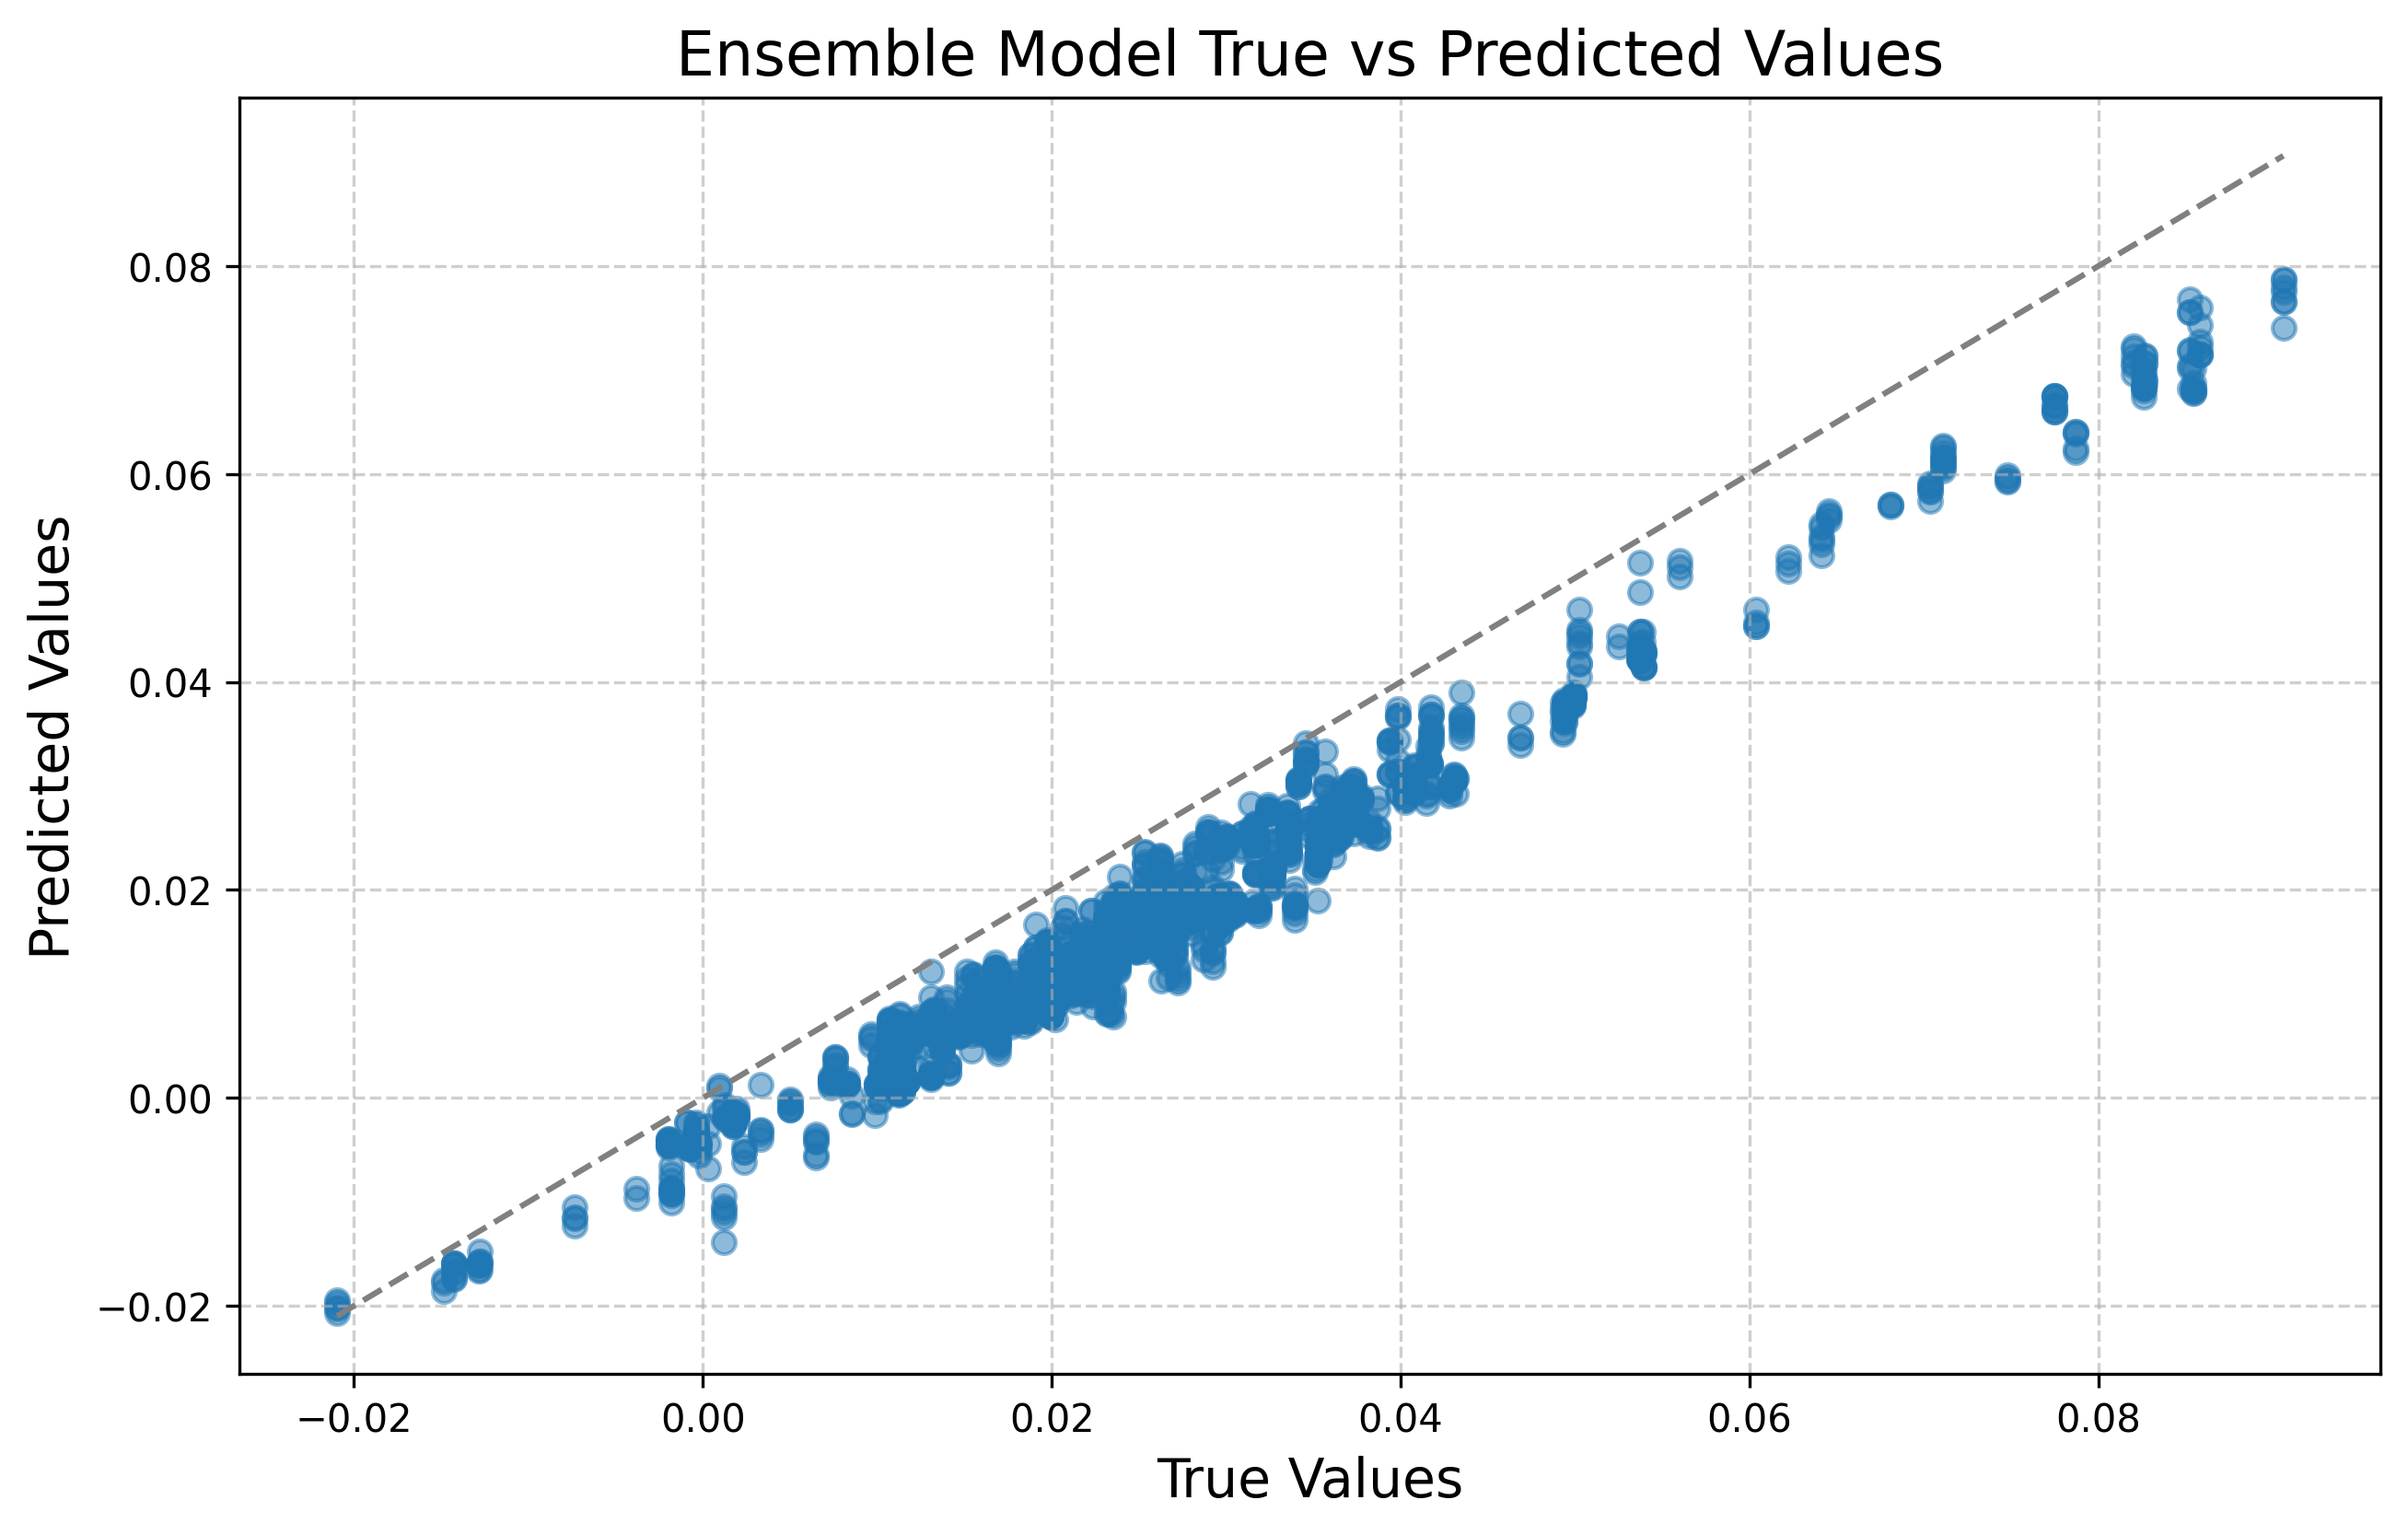 Ensemble Model True vs Predicted Values
Predicted Values
0.08
0.06
0.04
0.02
0.00
−0.02
−0.02 0.00 0.02 0.04 0.06 0.08
True Values